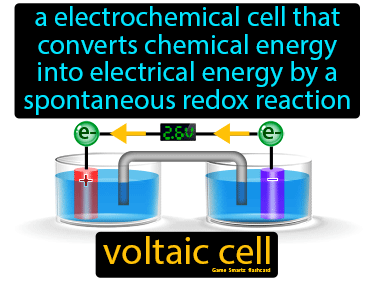 a electrochemical cell that
converts chemical energy
into electrical energy by a
spontaneous redox reaction
e- 2.6V e-
+ -
voltaic cell
Game Smartz flashcard